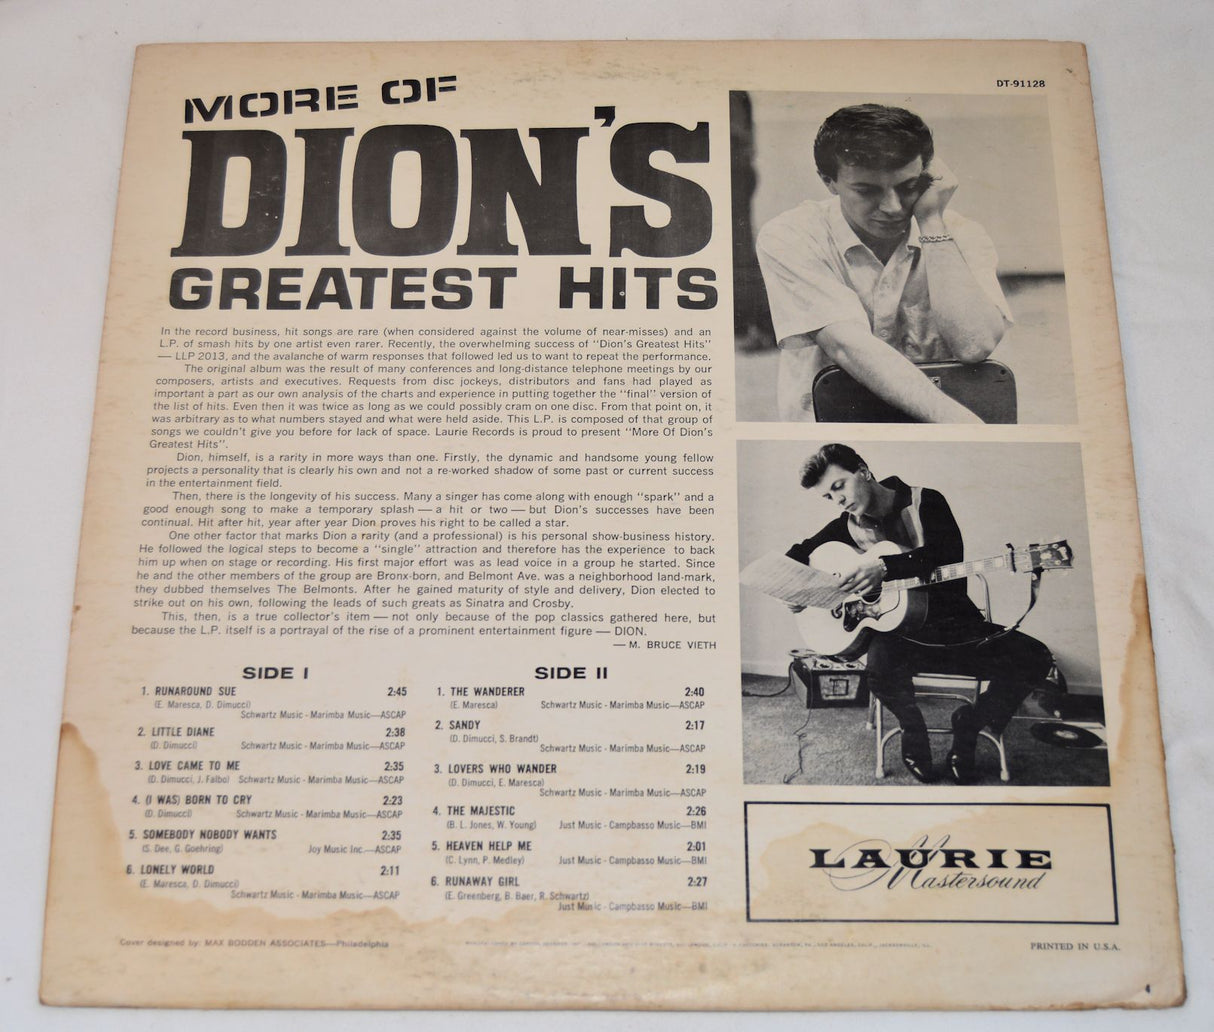 DT-91128
MORE OF
DION'S
GREATEST HITS
In the record business, hit songs are rare (when considered against the volume of near-misses) and an
L.P. of smash hits by one artist even rarer. Recently, the overwhelming success of "Dion's Greatest Hits"
— LLP 2013, and the avalanche of warm responses that followed led us to want to repeat the performance.
The original album was the result of many conferences and long-distance telephone meetings by our
composers, artists and executives. Requests from disc jockeys, distributors and fans had played as
important a part as our own analysis of the charts and experience in putting together the "final" version of
the list of hits. Even then it was twice as long as we could possibly cram on one disc. From that point on, it
was arbitrary as to what numbers stayed and what were held aside. This L.P. is composed of that group of
songs we couldn't give you before for lack of space. Laurie Records is proud to present "More Of Dion's
Greatest Hits".
Dion, himself, is a rarity in more ways than one. Firstly, the dynamic and handsome young fellow
projects a personality that is clearly his own and not a re-worked shadow of some past or current success
in the entertainment field.
Then, there is the longevity of his success. Many a singer has come along with enough "spark" and a
good enough song to make a temporary splash — a hit or two — but Dion's successes have been
continual. Hit after hit, year after year Dion proves his right to be called a star.
One other factor that marks Dion a rarity (and a professional) is his personal show-business history.
He followed the logical steps to become a "single" attraction and therefore has the experience to back
him up when on stage or recording. His first major effort was as lead voice in a group he started. Since
he and the other members of the group are Bronx-born, and Belmont Ave. was a neighborhood land-mark,
they dubbed themselves The Belmonts. After he gained maturity of style and delivery, Dion elected to
strike out on his own, following the leads of such greats as Sinatra and Crosby.
This, then, is a true collector's item — not only because of the pop classics gathered here, but
because the L.P. itself is a portrayal of the rise of a prominent entertainment figure — DION.
— M. BRUCE VIETH
SIDE I
1. RUNAROUND SUE 2:45
(E. Maresca, D. Dimucci)
Schwartz Music - Marimba Music—ASCAP
2. LITTLE DIANE 2:38
(D. Dimucci) Schwartz Music - Marimba Music—ASCAP
3. LOVE CAME TO ME 2:35
(D. Dimucci, J. Falbo) Schwartz Music - Marimba Music—ASCAP
4. (I WAS) BORN TO CRY 2:23
(D. Dimucci) Schwartz Music - Marimba Music—ASCAP
5. SOMEBODY NOBODY WANTS 2:35
(S. Dee, G. Goehring) Joy Music Inc.—ASCAP
6. LONELY WORLD 2:11
(E. Maresca, D. Dimucci)
Schwartz Music - Marimba Music—ASCAP
SIDE II
1. THE WANDERER 2:40
(E. Maresca) Schwartz Music - Marimba Music—ASCAP
2. SANDY 2:17
(D. Dimucci, S. Brandt)
Schwartz Music - Marimba Music—ASCAP
3. LOVERS WHO WANDER 2:19
(D. Dimucci, E. Maresca)
Schwartz Music - Marimba Music—ASCAP
4. THE MAJESTIC 2:26
(B. L. Jones, W. Young) Just Music - Campbasso Music—BMI
5. HEAVEN HELP ME 2:01
(C. Lynn, P. Medley) Just Music - Campbasso Music—BMI
6. RUNAWAY GIRL 2:27
(E. Greenberg, B. Baer, R. Schwartz)
Just Music - Campbasso Music—BMI
LAURIE
Mastersound
Cover designed by: MAX BODDEN ASSOCIATES—Philadelphia
PRINTED IN U.S.A.
4